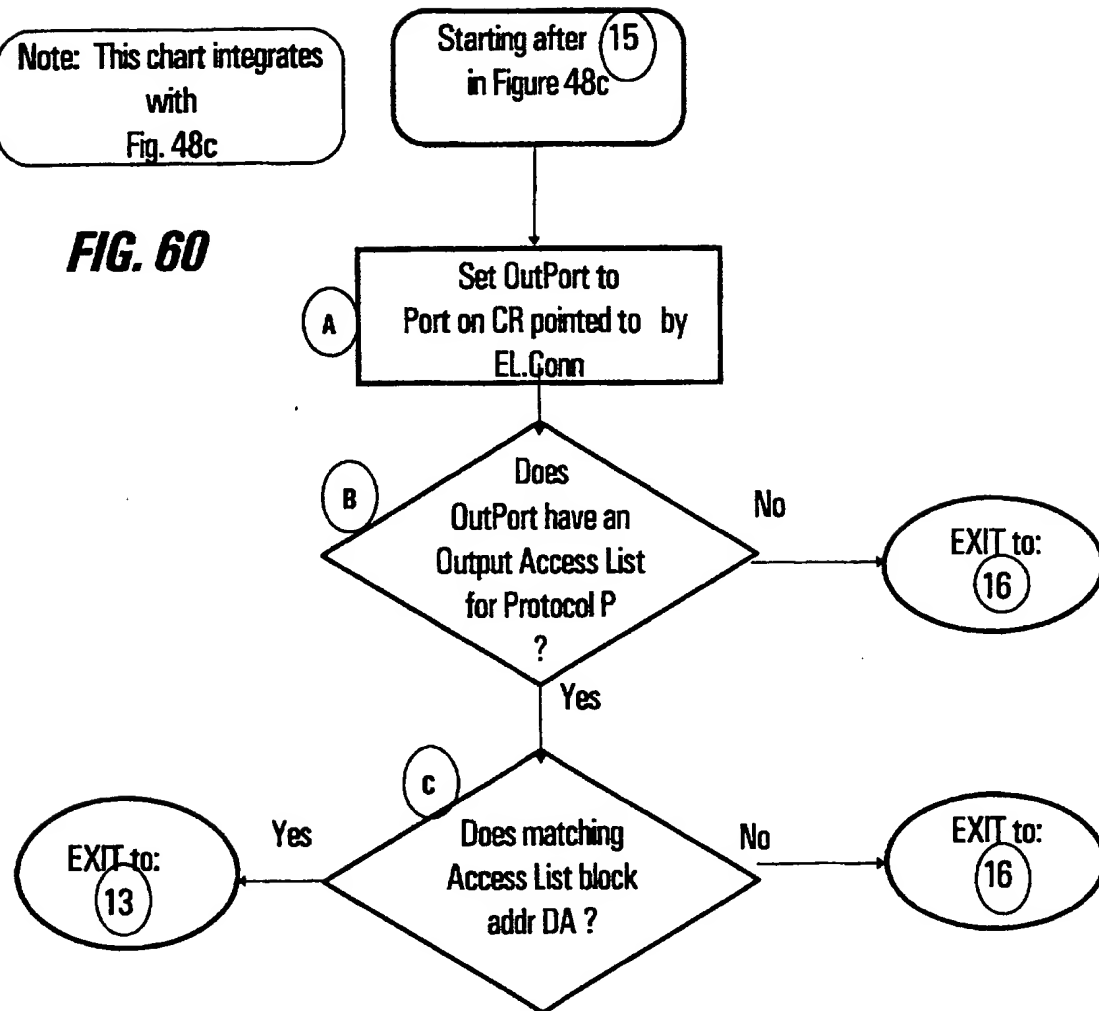 Note: This chart integrates
with
Fig. 48c
Starting after 15
in Figure 48c
FIG. 60
A
Set OutPort to
Port on CR pointed to by
EL.Conn
B
Does
OutPort have an
Output Access List
for Protocol P
?
No
EXIT to:
16
Yes
C
Does matching
Access List block
addr DA ?
Yes
EXIT to:
13
No
EXIT to:
16